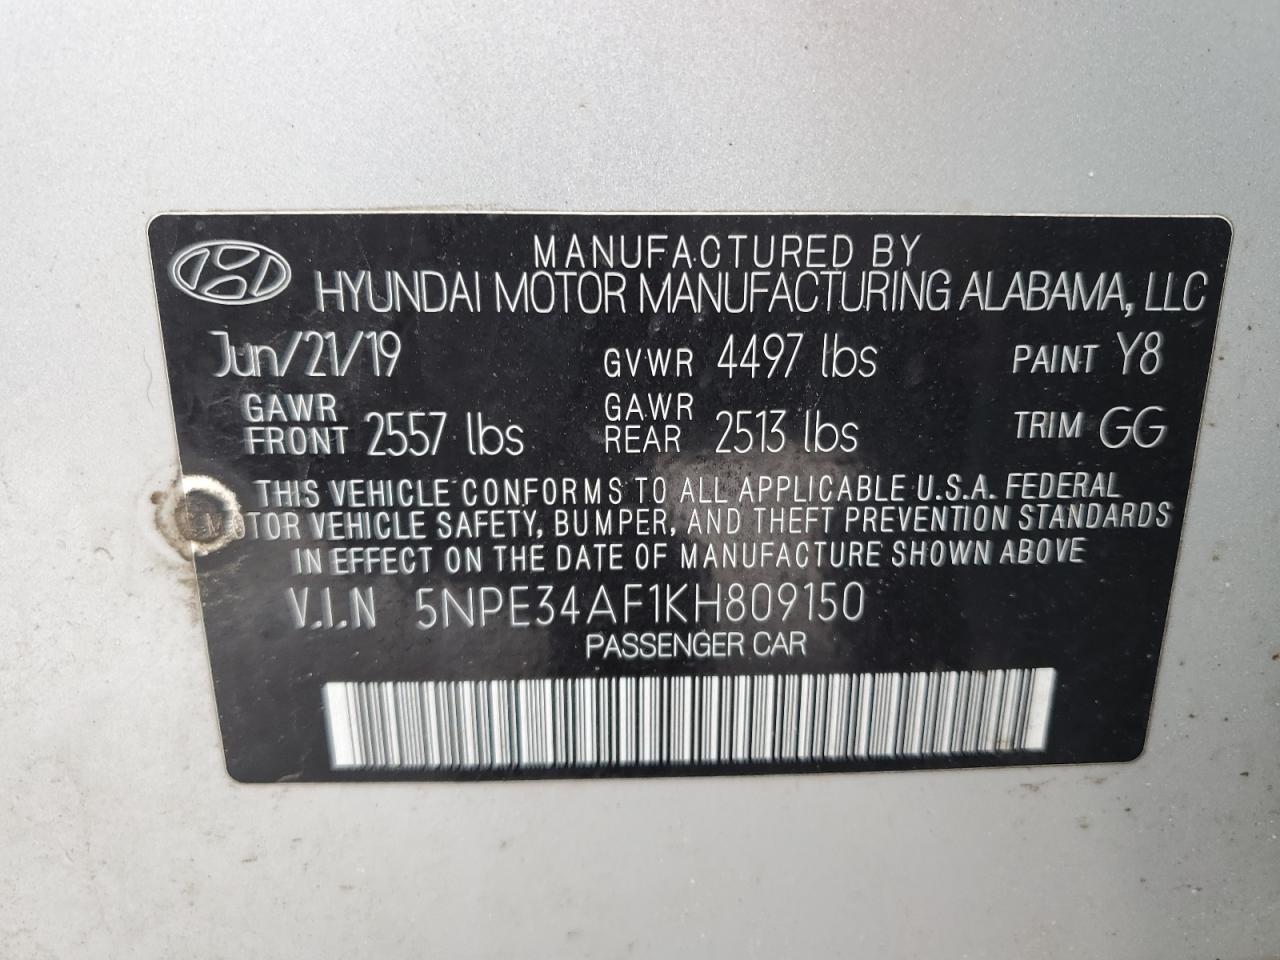 MANUFACTURED BY
HYUNDAI MOTOR MANUFACTURING ALABAMA, LLC
Jun/21/19 GVWR 4497 lbs PAINT Y8
GAWR FRONT 2557 lbs GAWR REAR 2513 lbs TRIM GG
THIS VEHICLE CONFORMS TO ALL APPLICABLE U.S.A. FEDERAL
MOTOR VEHICLE SAFETY, BUMPER, AND THEFT PREVENTION STANDARDS
IN EFFECT ON THE DATE OF MANUFACTURE SHOWN ABOVE
V.I.N 5NPE34AF1KH809150
PASSENGER CAR